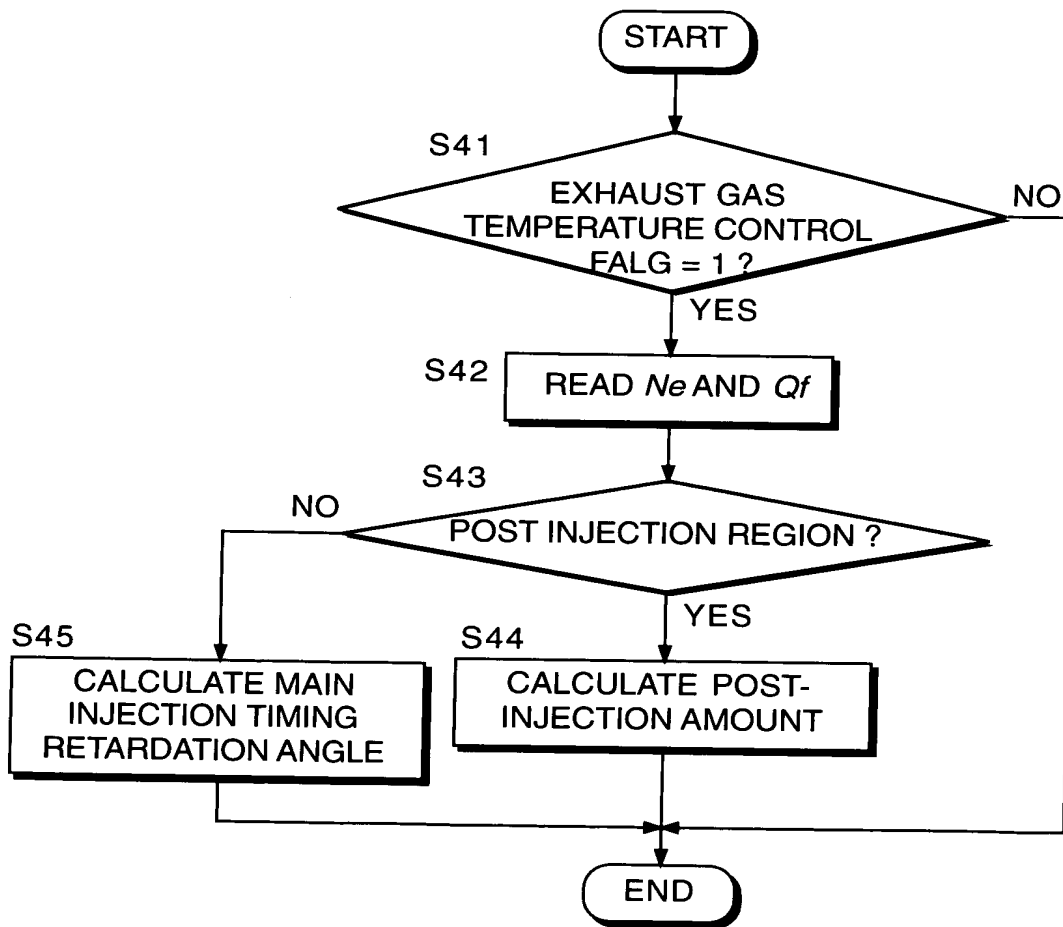 START
S41
EXHAUST GAS
TEMPERATURE CONTROL
FALG = 1 ?
NO
YES
S42
READ Ne AND Qf
S43
NO
POST INJECTION REGION ?
YES
S45
CALCULATE MAIN
INJECTION TIMING
RETARDATION ANGLE
S44
CALCULATE POST-
INJECTION AMOUNT
END